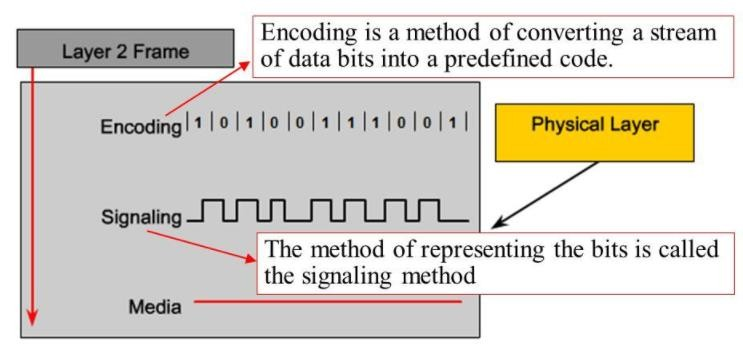 Encoding is a method of converting a stream
of data bits into a predefined code.
Layer 2 Frame
Encoding |1|0|1|0|0|1|1|1|0|0|1|
Physical Layer
Signaling
The method of representing the bits is called
the signaling method
Media